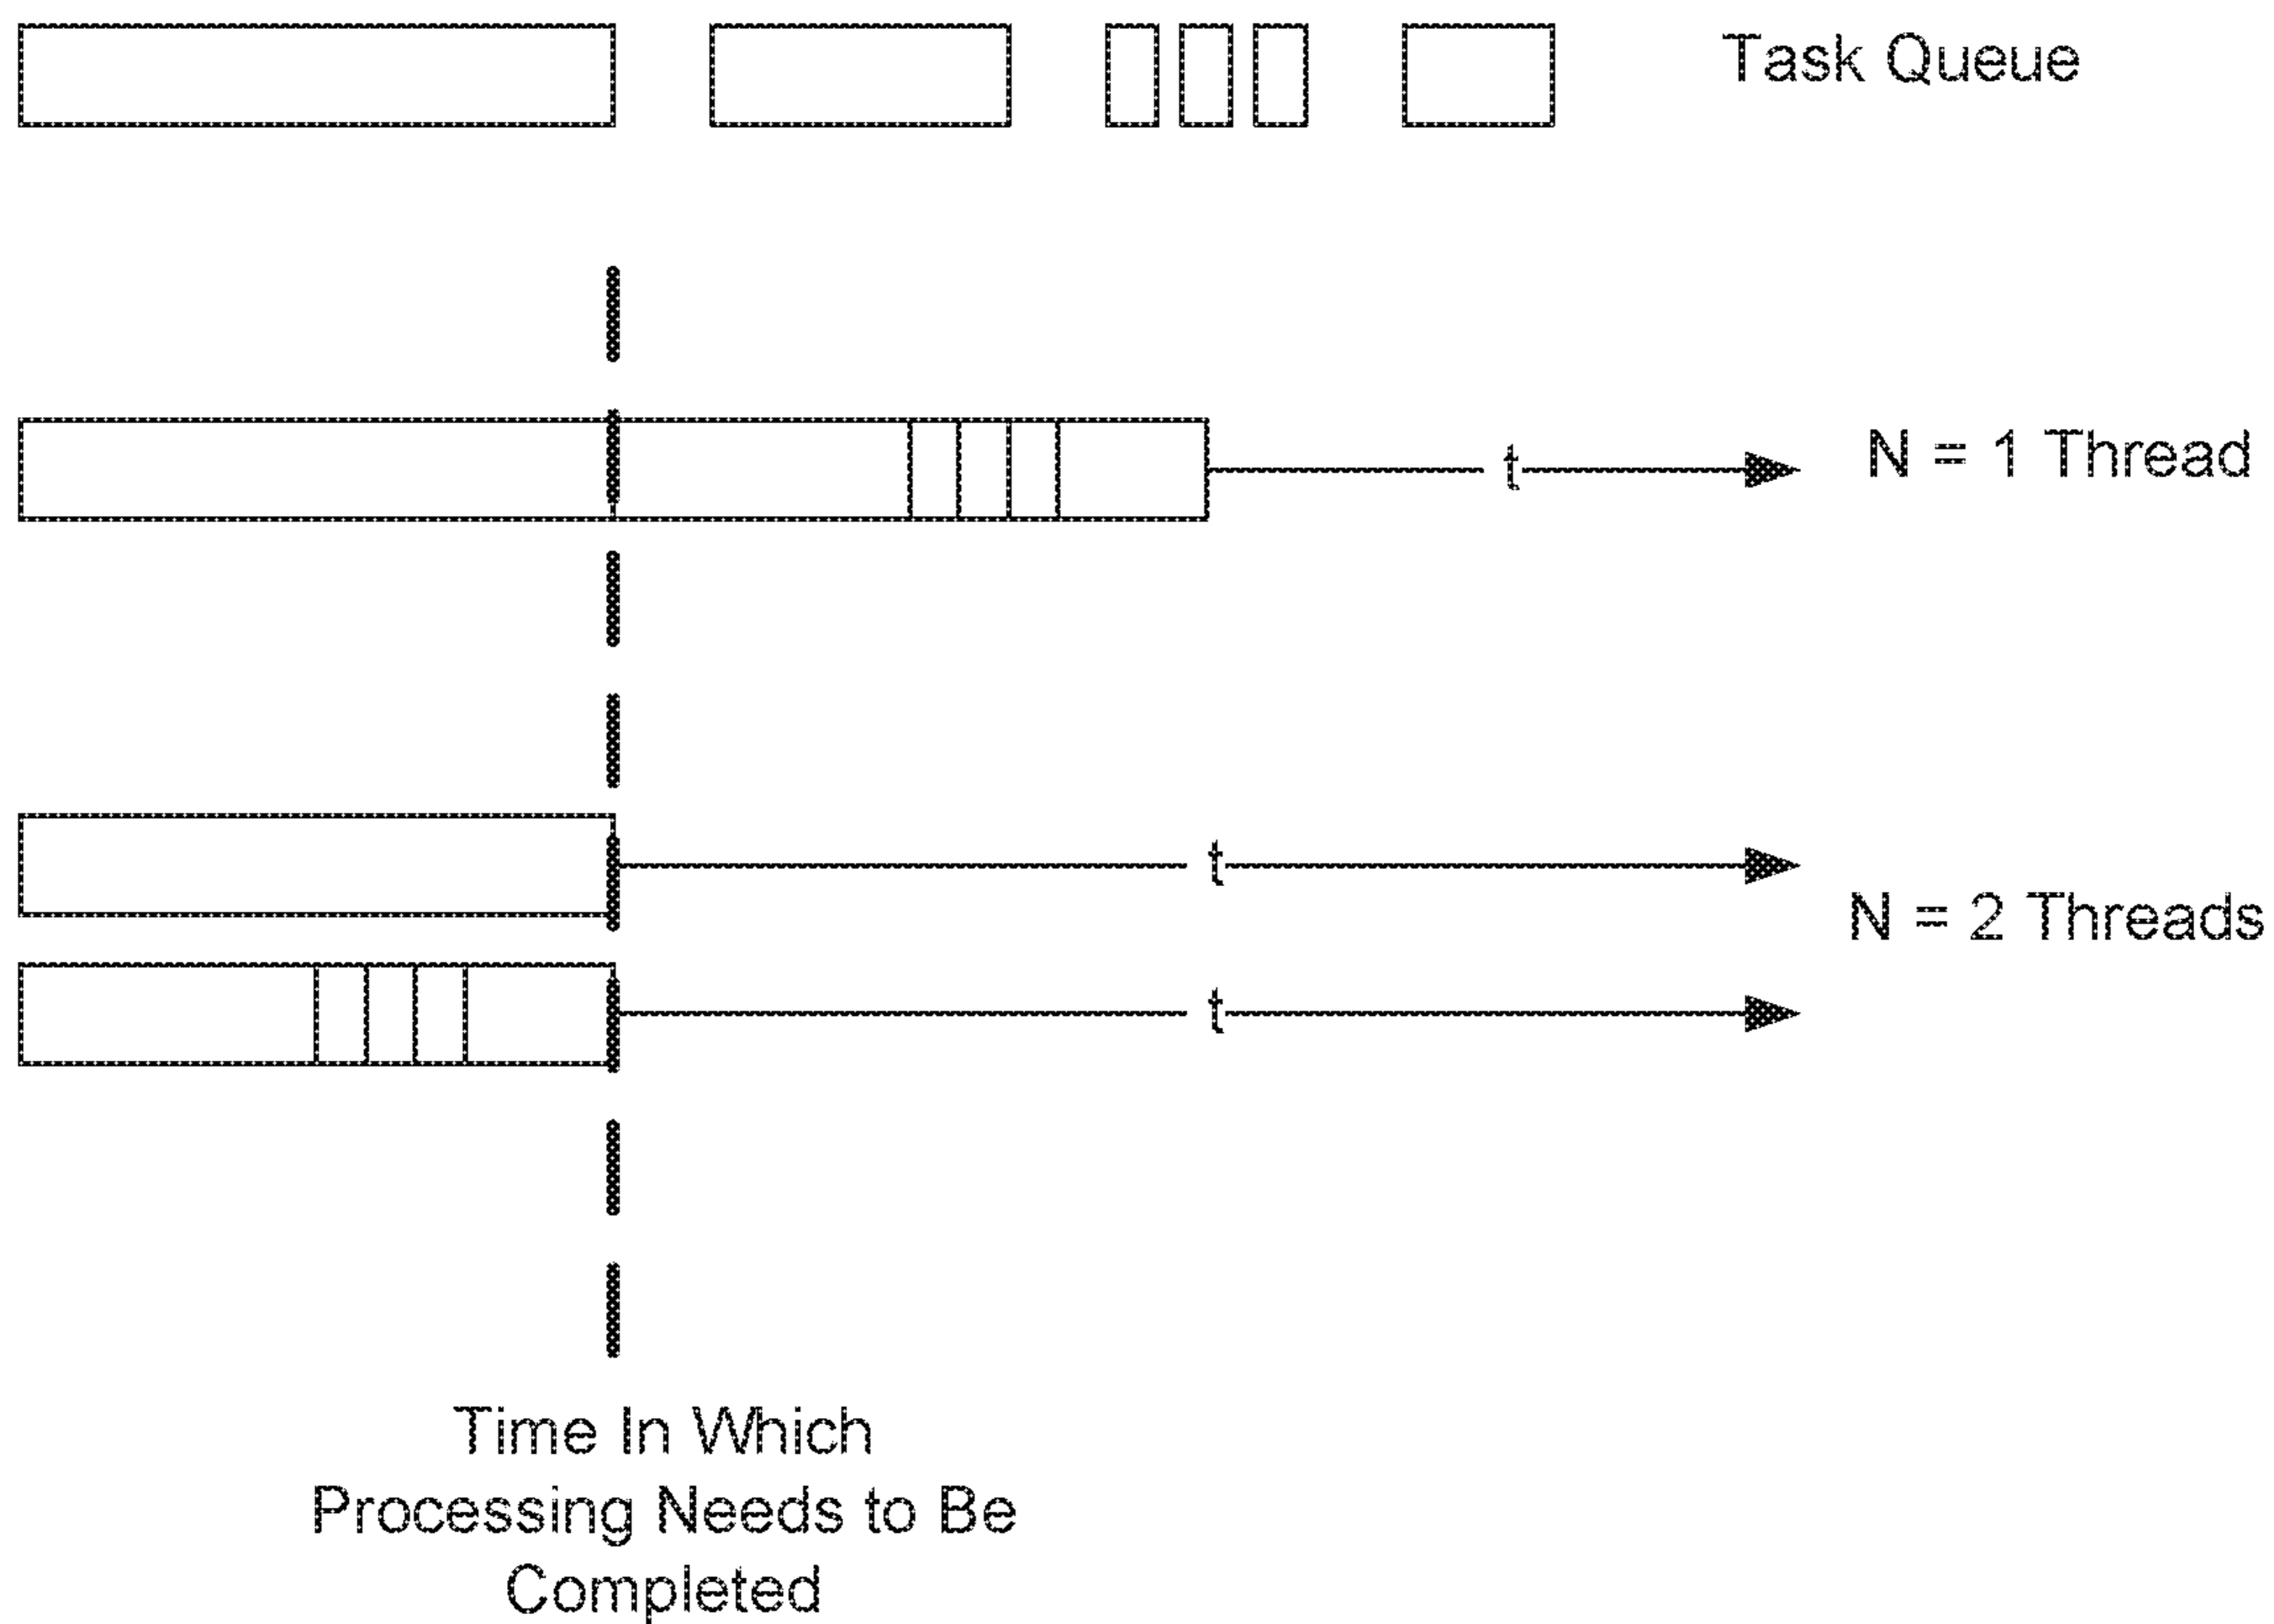 Task Queue
t
N = 1 Thread
t
N = 2 Threads
t
Time In Which
Processing Needs to Be
Completed